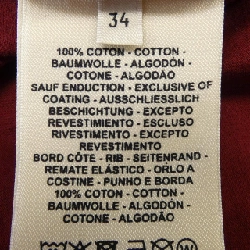 34
100% COTON - COTTON -
BAUMWOLLE - ALGODÓN -
COTONE - ALGODÃO
SAUF ENDUCTION - EXCLUSIVE OF
COATING - AUSSCHLIESSLICH
BESCHICHTUNG - EXCEPTO
REVESTIMIENTO - ESCLUSO
RIVESTIMENTO - EXCEPTO
REVESTIMENTO
BORD CÔTE - RIB - SEITENRAND -
REMATE ELÁSTICO - ORLO A
COSTINE - PUNHO E BORDA
100% COTON - COTTON -
BAUMWOLLE - ALGODÓN -
COTONE - ALGODÃO